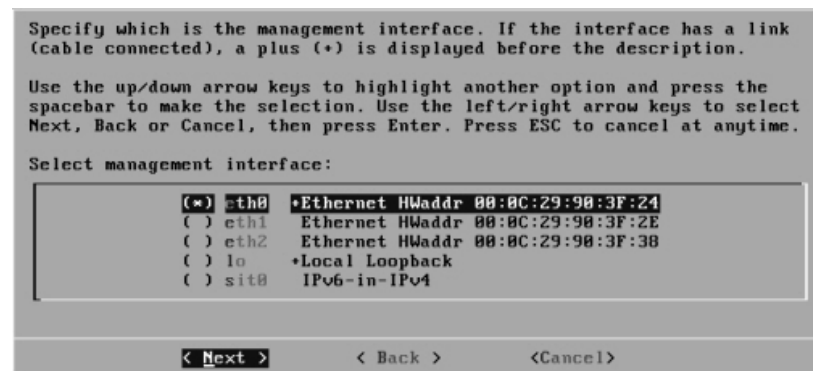 Specify which is the management interface. If the interface has a link
(cable connected), a plus (+) is displayed before the description.
Use the up/down arrow keys to highlight another option and press the
spacebar to make the selection. Use the left/right arrow keys to select
Next, Back or Cancel, then press Enter. Press ESC to cancel at anytime.
Select management interface:
(*) eth0 +Ethernet HWaddr 00:0C:29:90:3F:24
( ) eth1 Ethernet HWaddr 00:0C:29:90:3F:2E
( ) eth2 Ethernet HWaddr 00:0C:29:90:3F:38
( ) lo +Local Loopback
( ) sit0 IPv6-in-IPv4
< Next > < Back > <Cancel>